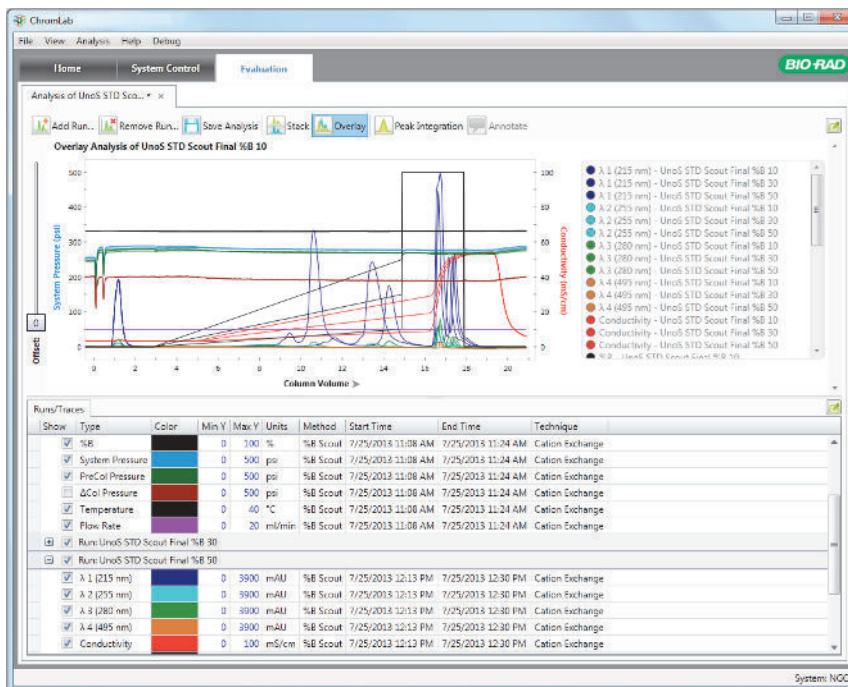 ChromLab
File View Analysis Help Debug
Home System Control Evaluation BIO-RAD
Analysis of UnoS STD Sco... * ×
Add Run... Remove Run... Save Analysis Stack Overlay Peak Integration Annotate
Overlay Analysis of UnoS STD Scout Final %B 10
System Pressure (psi)
500
400
300
200
100
0
0 2 4 6 8 10 12 14 16 18 20
Column Volume
100
80
60
40
20
0
Conductivity (mS/cm)
Offset: 0
λ 1 (215 nm) - UnoS STD Scout Final %B 10
λ 1 (215 nm) - UnoS STD Scout Final %B 30
λ 1 (215 nm) - UnoS STD Scout Final %B 50
λ 2 (255 nm) - UnoS STD Scout Final %B 10
λ 2 (255 nm) - UnoS STD Scout Final %B 30
λ 2 (255 nm) - UnoS STD Scout Final %B 50
λ 3 (280 nm) - UnoS STD Scout Final %B 10
λ 3 (280 nm) - UnoS STD Scout Final %B 30
λ 3 (280 nm) - UnoS STD Scout Final %B 50
λ 4 (495 nm) - UnoS STD Scout Final %B 10
λ 4 (495 nm) - UnoS STD Scout Final %B 30
λ 4 (495 nm) - UnoS STD Scout Final %B 50
Conductivity - UnoS STD Scout Final %B 10
Conductivity - UnoS STD Scout Final %B 30
Conductivity - UnoS STD Scout Final %B 50
%B - UnoS STD Scout Final %B 10
Runs/Traces
Show Type Color Min Y Max Y Units Method Start Time End Time Technique
%B 0 100 % %B Scout 7/25/2013 11:08 AM 7/25/2013 11:24 AM Cation Exchange
System Pressure 0 500 psi %B Scout 7/25/2013 11:08 AM 7/25/2013 11:24 AM Cation Exchange
PreCol Pressure 0 500 psi %B Scout 7/25/2013 11:08 AM 7/25/2013 11:24 AM Cation Exchange
ΔCol Pressure 0 500 psi %B Scout 7/25/2013 11:08 AM 7/25/2013 11:24 AM Cation Exchange
Temperature 0 40 °C %B Scout 7/25/2013 11:08 AM 7/25/2013 11:24 AM Cation Exchange
Flow Rate 0 20 ml/min %B Scout 7/25/2013 11:08 AM 7/25/2013 11:24 AM Cation Exchange
Run: UnoS STD Scout Final %B 30
Run: UnoS STD Scout Final %B 50
λ 1 (215 nm) 0 3900 mAU %B Scout 7/25/2013 12:13 PM 7/25/2013 12:30 PM Cation Exchange
λ 2 (255 nm) 0 3900 mAU %B Scout 7/25/2013 12:13 PM 7/25/2013 12:30 PM Cation Exchange
λ 3 (280 nm) 0 3900 mAU %B Scout 7/25/2013 12:13 PM 7/25/2013 12:30 PM Cation Exchange
λ 4 (495 nm) 0 3900 mAU %B Scout 7/25/2013 12:13 PM 7/25/2013 12:30 PM Cation Exchange
Conductivity 0 100 mS/cm %B Scout 7/25/2013 12:13 PM 7/25/2013 12:30 PM Cation Exchange
System: NGC